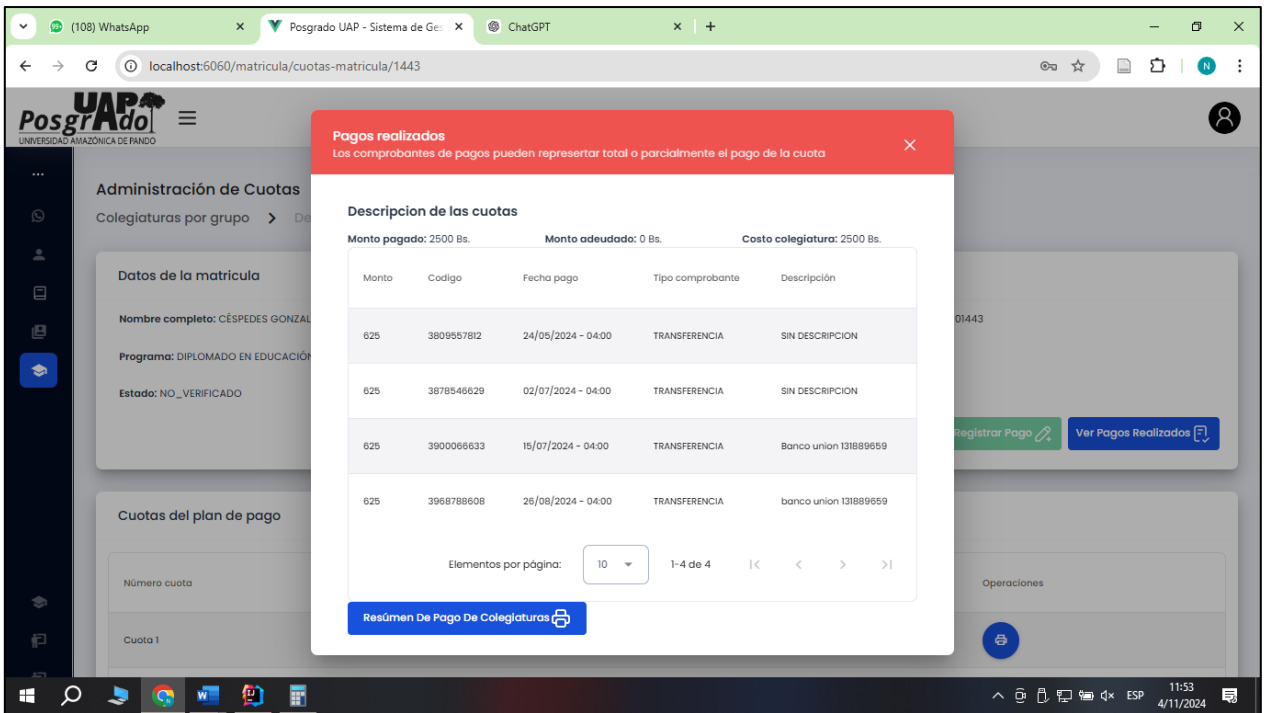 (108) WhatsApp
Posgrado UAP - Sistema de Ges
ChatGPT
localhost:6060/matricula/cuotas-matricula/1443
N
UAP
PosgrAdo
UNIVERSIDAD AMAZÓNICA DE PANDO
Pagos realizados
Los comprobantes de pagos pueden represertar total o parcialmente el pago de la cuota
Administración de Cuotas
Colegiaturas por grupo > De
Descripcion de las cuotas
Monto pagado: 2500 Bs. Monto adeudado: 0 Bs. Costo colegiatura: 2500 Bs.
Datos de la matricula
Nombre completo: CÉSPEDES GONZAL
01443
Programa: DIPLOMADO EN EDUCACIÓN
Estado: NO_VERIFICADO
Monto Codigo Fecha pago Tipo comprobante Descripción
625 3809557812 24/05/2024 - 04:00 TRANSFERENCIA SIN DESCRIPCION
625 3878546629 02/07/2024 - 04:00 TRANSFERENCIA SIN DESCRIPCION
625 3900066633 15/07/2024 - 04:00 TRANSFERENCIA Banco union 131889659
625 3968788608 26/08/2024 - 04:00 TRANSFERENCIA banco union 131889659
Registrar Pago Ver Pagos Realizados
Elementos por página: 10 1-4 de 4
Resúmen De Pago De Colegiaturas
Cuotas del plan de pago
Número cuota Operaciones
Cuota 1
ESP
11:53
4/11/2024